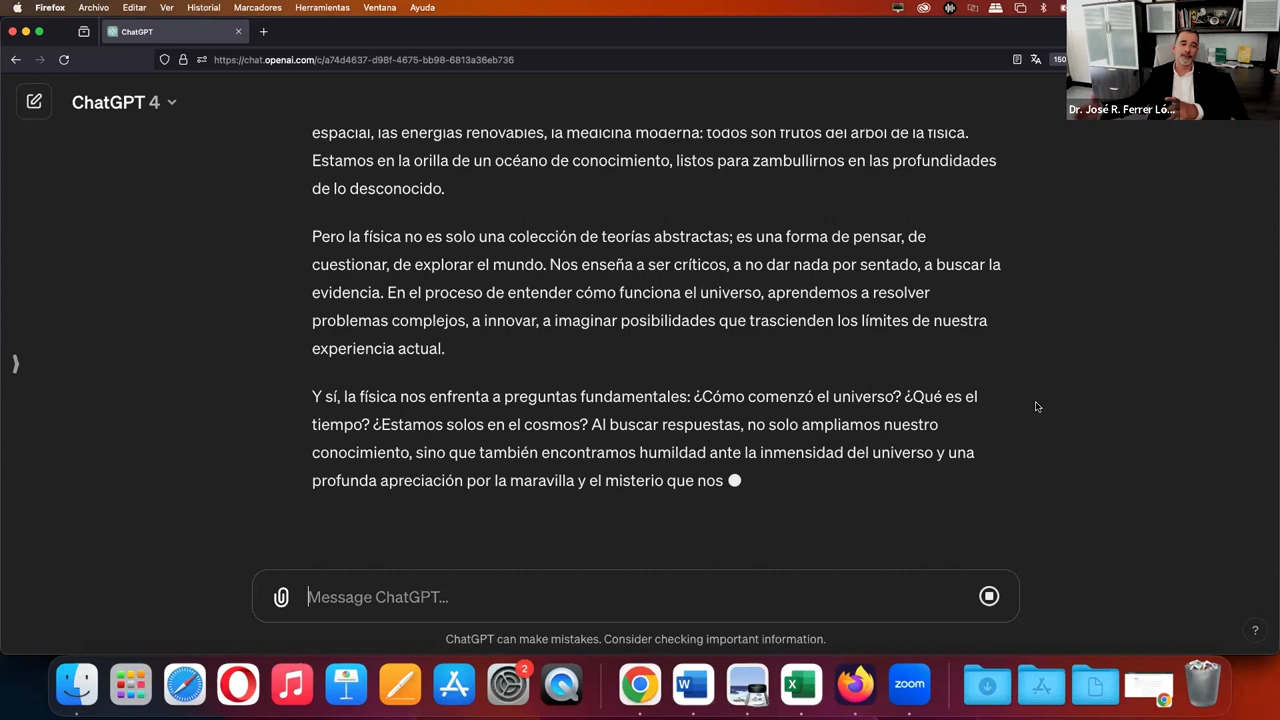 Firefox Archivo Editar Ver Historial Marcadores Herramientas Ventana Ayuda
ChatGPT
https://chat.openai.com/c/a74d4637-d98f-4675-bb98-6813a36eb736
150
Dr. José R. Ferrer Ló...
ChatGPT 4
espacial, las energías renovables, la medicina moderna: todos son frutos del árbol de la física.
Estamos en la orilla de un océano de conocimiento, listos para zambullirnos en las profundidades
de lo desconocido.
Pero la física no es solo una colección de teorías abstractas; es una forma de pensar, de
cuestionar, de explorar el mundo. Nos enseña a ser críticos, a no dar nada por sentado, a buscar la
evidencia. En el proceso de entender cómo funciona el universo, aprendemos a resolver
problemas complejos, a innovar, a imaginar posibilidades que trascienden los límites de nuestra
experiencia actual.
Y sí, la física nos enfrenta a preguntas fundamentales: ¿Cómo comenzó el universo? ¿Qué es el
tiempo? ¿Estamos solos en el cosmos? Al buscar respuestas, no solo ampliamos nuestro
conocimiento, sino que también encontramos humildad ante la inmensidad del universo y una
profunda apreciación por la maravilla y el misterio que nos
Message ChatGPT...
ChatGPT can make mistakes. Consider checking important information.
?
2
W
X
zoom